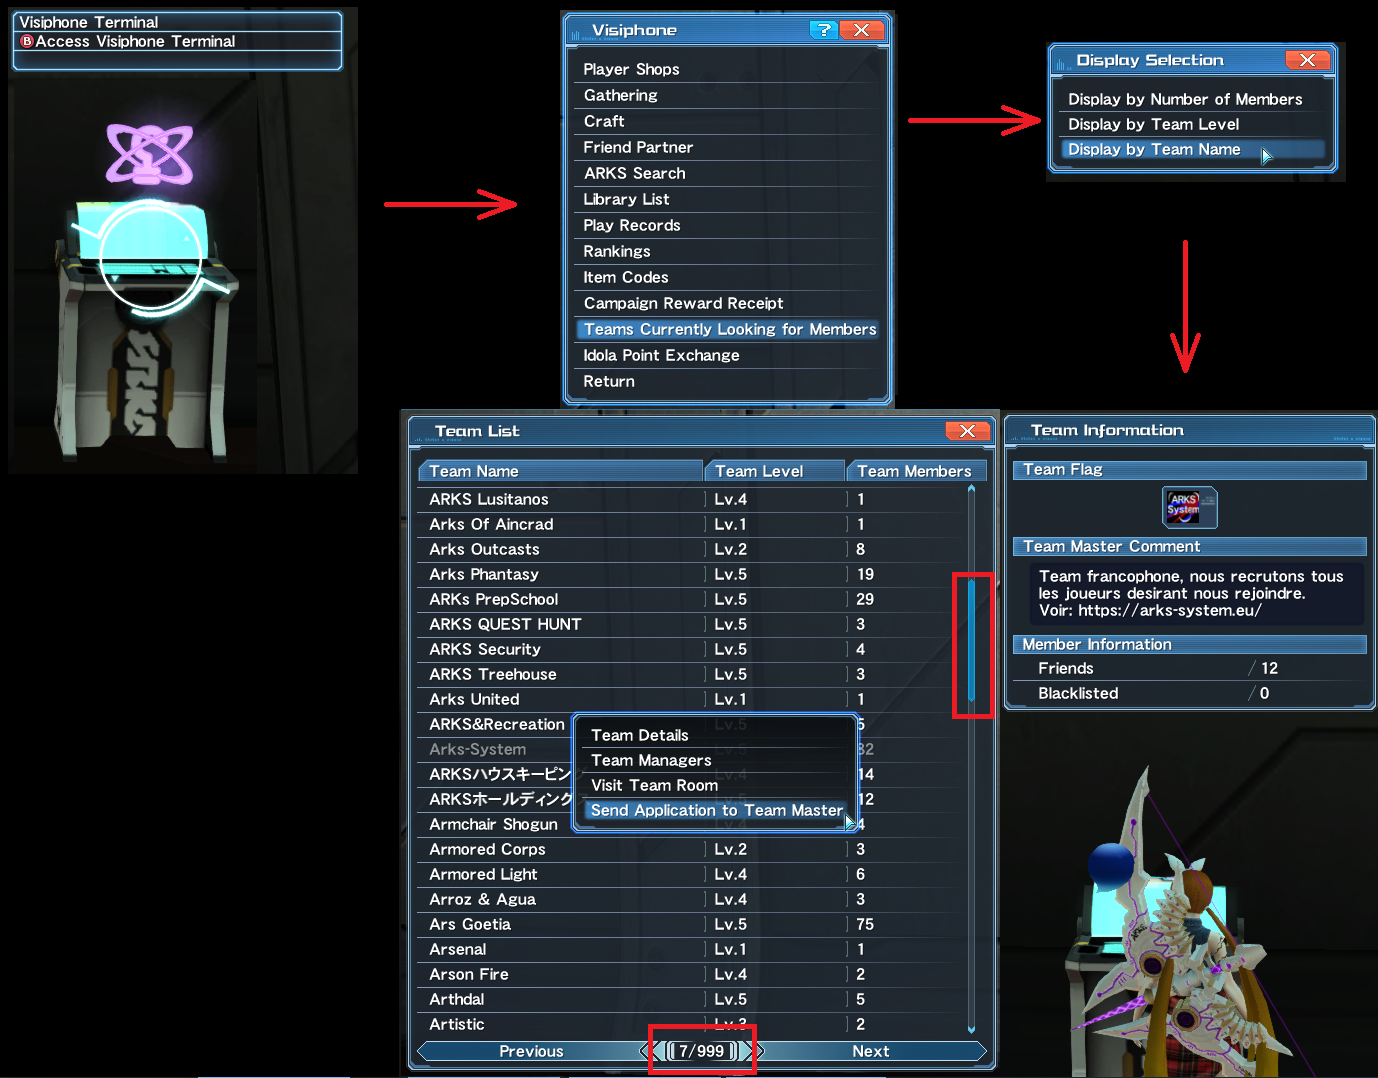 Visiphone Terminal
B Access Visiphone Terminal
ARKS
Visiphone
?
Player Shops
Gathering
Craft
Friend Partner
ARKS Search
Library List
Play Records
Rankings
Item Codes
Campaign Reward Receipt
Teams Currently Looking for Members
Idola Point Exchange
Return
Display Selection
Display by Number of Members
Display by Team Level
Display by Team Name
Team List
Team Name Team Level Team Members
ARKS Lusitanos Lv.4 1
Arks Of Aincrad Lv.1 1
Arks Outcasts Lv.2 8
Arks Phantasy Lv.5 19
ARKs PrepSchool Lv.5 29
ARKS QUEST HUNT Lv.5 3
ARKS Security Lv.5 4
ARKS Treehouse Lv.5 3
Arks United Lv.1 1
ARKS&Recreation Lv.5 5
Arks-System Lv.5 32
ARKSハウスキーピング Lv.4 14
ARKSホールディング 12
Armchair Shogun Lv.4 4
Armored Corps Lv.2 3
Armored Light Lv.4 6
Arroz & Agua Lv.4 3
Ars Goetia Lv.5 75
Arsenal Lv.1 1
Arson Fire Lv.4 2
Arthdal Lv.5 5
Artistic Lv.3 2
Previous 7/999 Next
Team Details
Team Managers
Visit Team Room
Send Application to Team Master
Team Information
Team Flag
ARKS
System
Team Master Comment
Team francophone, nous recrutons tous
les joueurs desirant nous rejoindre.
Voir: https://arks-system.eu/
Member Information
Friends / 12
Blacklisted / 0